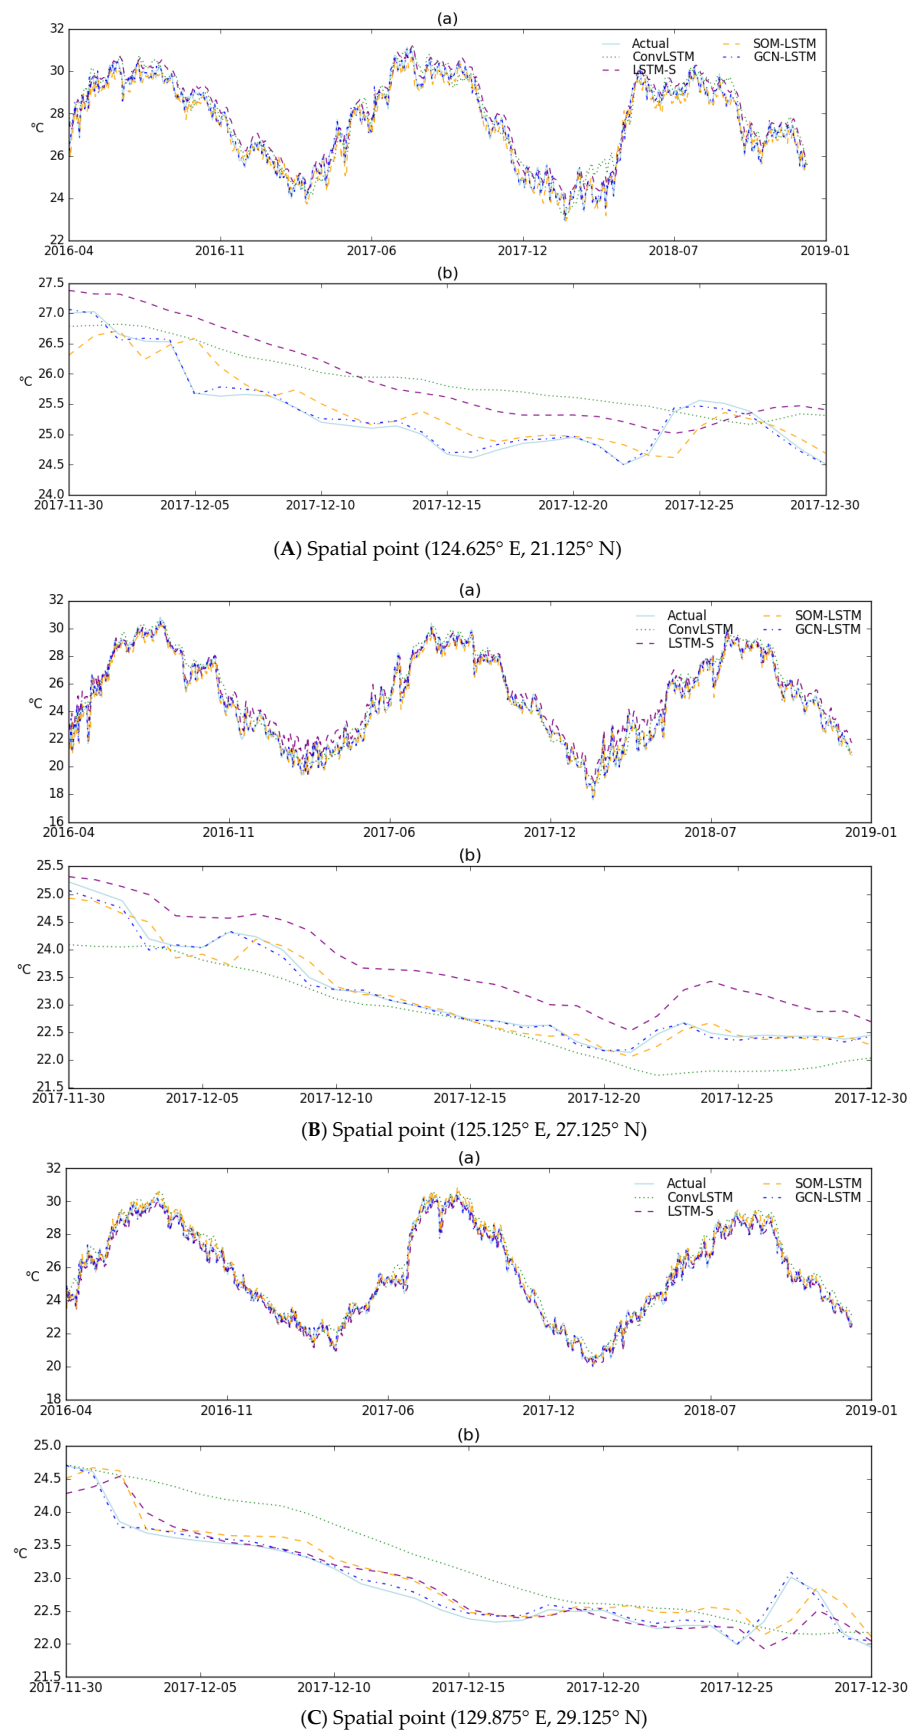 (a)
32
30
28
°C
26
24
22
Actual
ConvLSTM
LSTM-S
SOM-LSTM
GCN-LSTM
2016-04 2016-11 2017-06 2017-12 2018-07 2019-01
(b)
27.5
27.0
26.5
26.0
°C
25.5
25.0
24.5
24.0
2017-11-30 2017-12-05 2017-12-10 2017-12-15 2017-12-20 2017-12-25 2017-12-30
(A) Spatial point (124.625° E, 21.125° N)
(a)
32
30
28
26
°C
24
22
20
18
16
Actual
ConvLSTM
LSTM-S
SOM-LSTM
GCN-LSTM
2016-04 2016-11 2017-06 2017-12 2018-07 2019-01
(b)
25.5
25.0
24.5
24.0
°C
23.5
23.0
22.5
22.0
21.5
2017-11-30 2017-12-05 2017-12-10 2017-12-15 2017-12-20 2017-12-25 2017-12-30
(B) Spatial point (125.125° E, 27.125° N)
(a)
32
30
28
26
°C
24
22
20
18
Actual
ConvLSTM
LSTM-S
SOM-LSTM
GCN-LSTM
2016-04 2016-11 2017-06 2017-12 2018-07 2019-01
(b)
25.0
24.5
24.0
23.5
°C
23.0
22.5
22.0
21.5
2017-11-30 2017-12-05 2017-12-10 2017-12-15 2017-12-20 2017-12-25 2017-12-30
(C) Spatial point (129.875° E, 29.125° N)